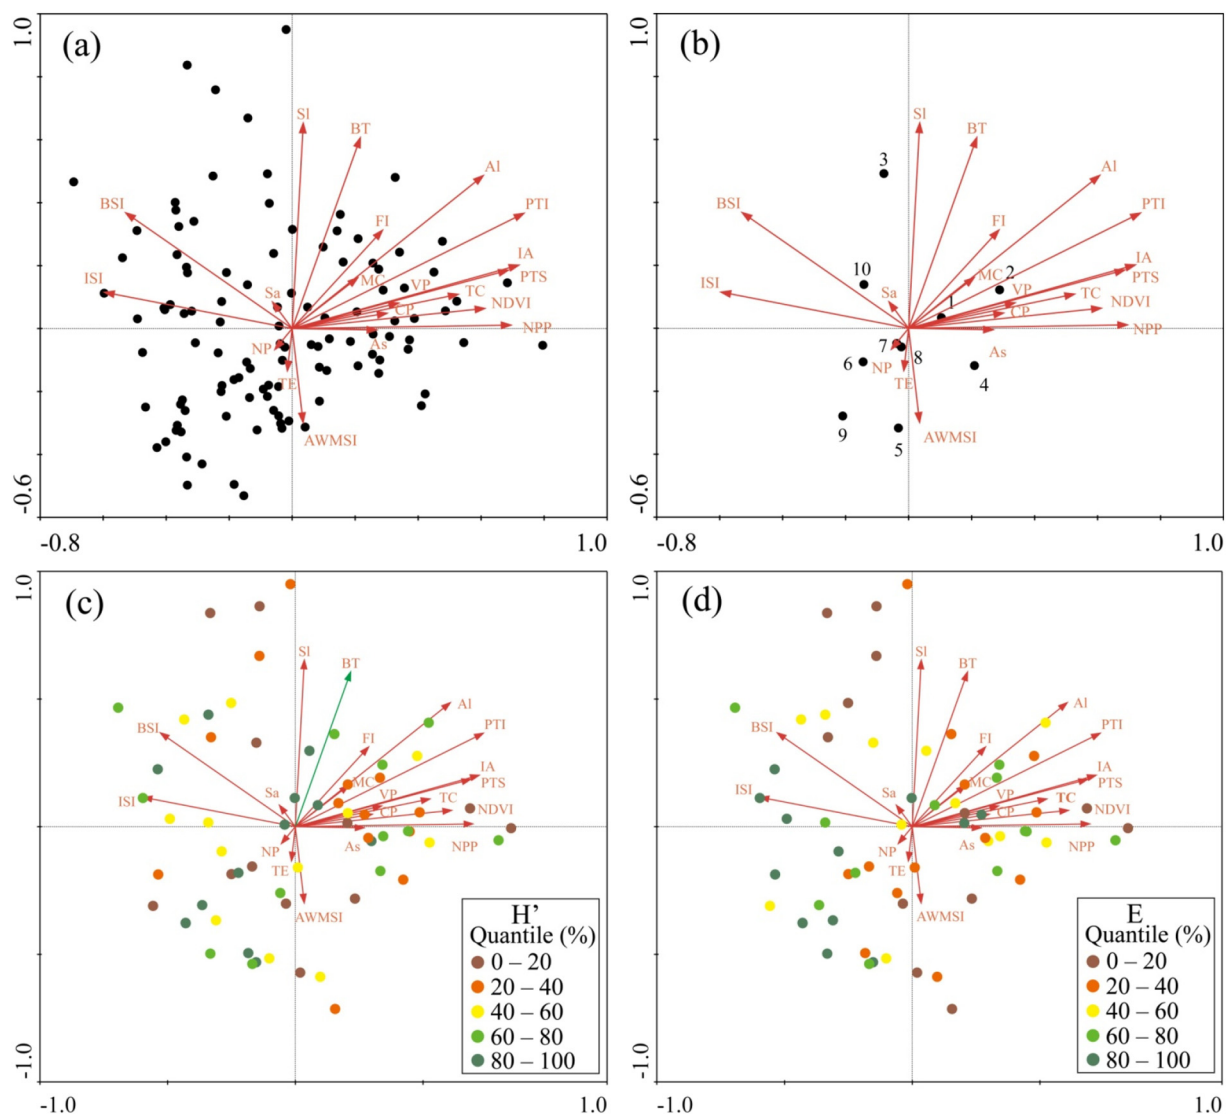 (a)
1.0
-0.6
-0.8
1.0
SI
BT
AI
PTI
BSI
FI
IA
PTS
ISI
MC
VP
TC
Sa
CP
NDVI
NPP
As
NP
TE
AWMSI
(b)
1.0
-0.6
-0.8
1.0
SI
BT
3
AI
BSI
PTI
FI
IA
ISI
10
MC
2
PTS
VP
TC
Sa
1
CP
NDVI
NPP
7
8
As
6
NP
TE
4
9
5
AWMSI
(c)
1.0
-1.0
-1.0
1.0
SI
BT
AI
BSI
PTI
FI
IA
MC
PTS
ISI
Sa
VP
TC
CP
NDVI
NP
As
NPP
TE
AWMSI
H’
Quantile (%)
0 – 20
20 – 40
40 – 60
60 – 80
80 – 100
(d)
1.0
-1.0
-1.0
1.0
SI
BT
AI
BSI
PTI
FI
IA
MC
PTS
ISI
Sa
VP
TC
CP
NDVI
NP
As
NPP
TE
AWMSI
E
Quantile (%)
0 – 20
20 – 40
40 – 60
60 – 80
80 – 100